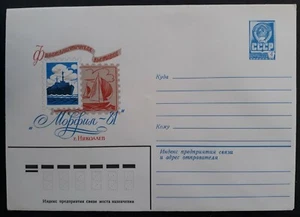 Ф
"Морфил-81"
г. Николаев
СССР
Куда
Кому
Индекс предприятия связи
и адрес отправителя
Индекс предприятия связи места назначения